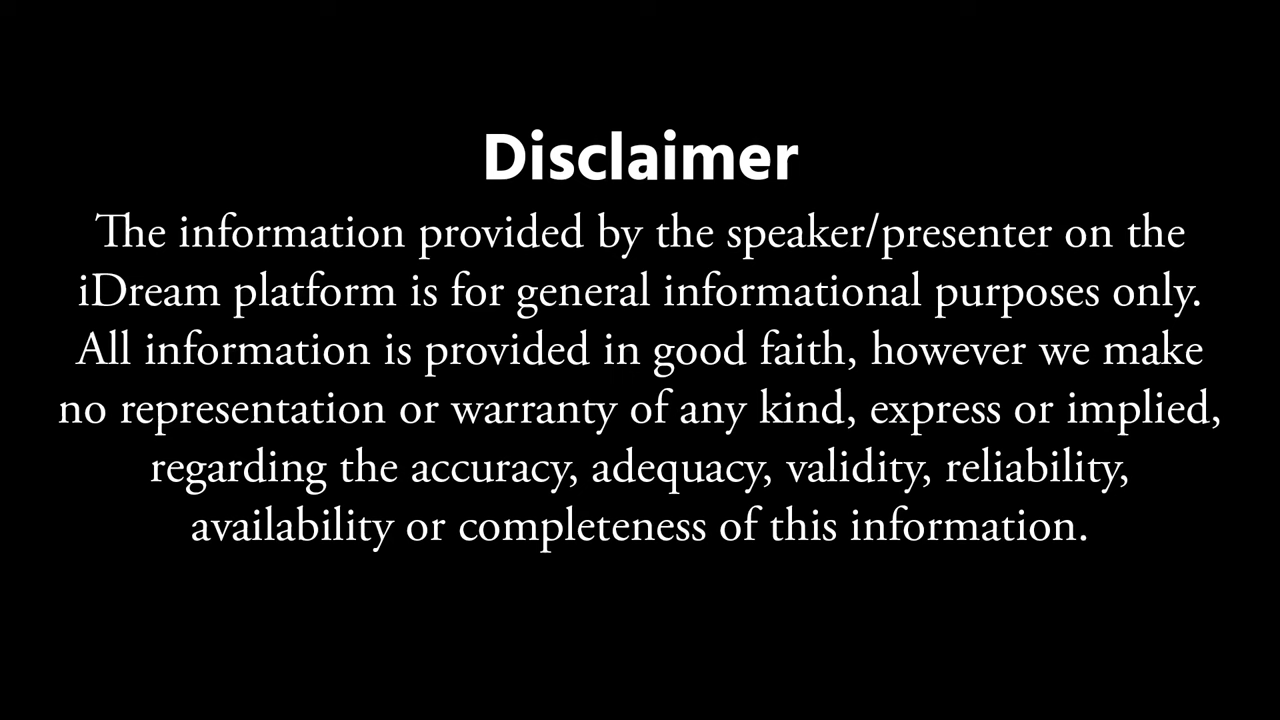 Disclaimer
The information provided by the speaker/presenter on the
iDream platform is for general informational purposes only.
All information is provided in good faith, however we make
no representation or warranty of any kind, express or implied,
regarding the accuracy, adequacy, validity, reliability,
availability or completeness of this information.